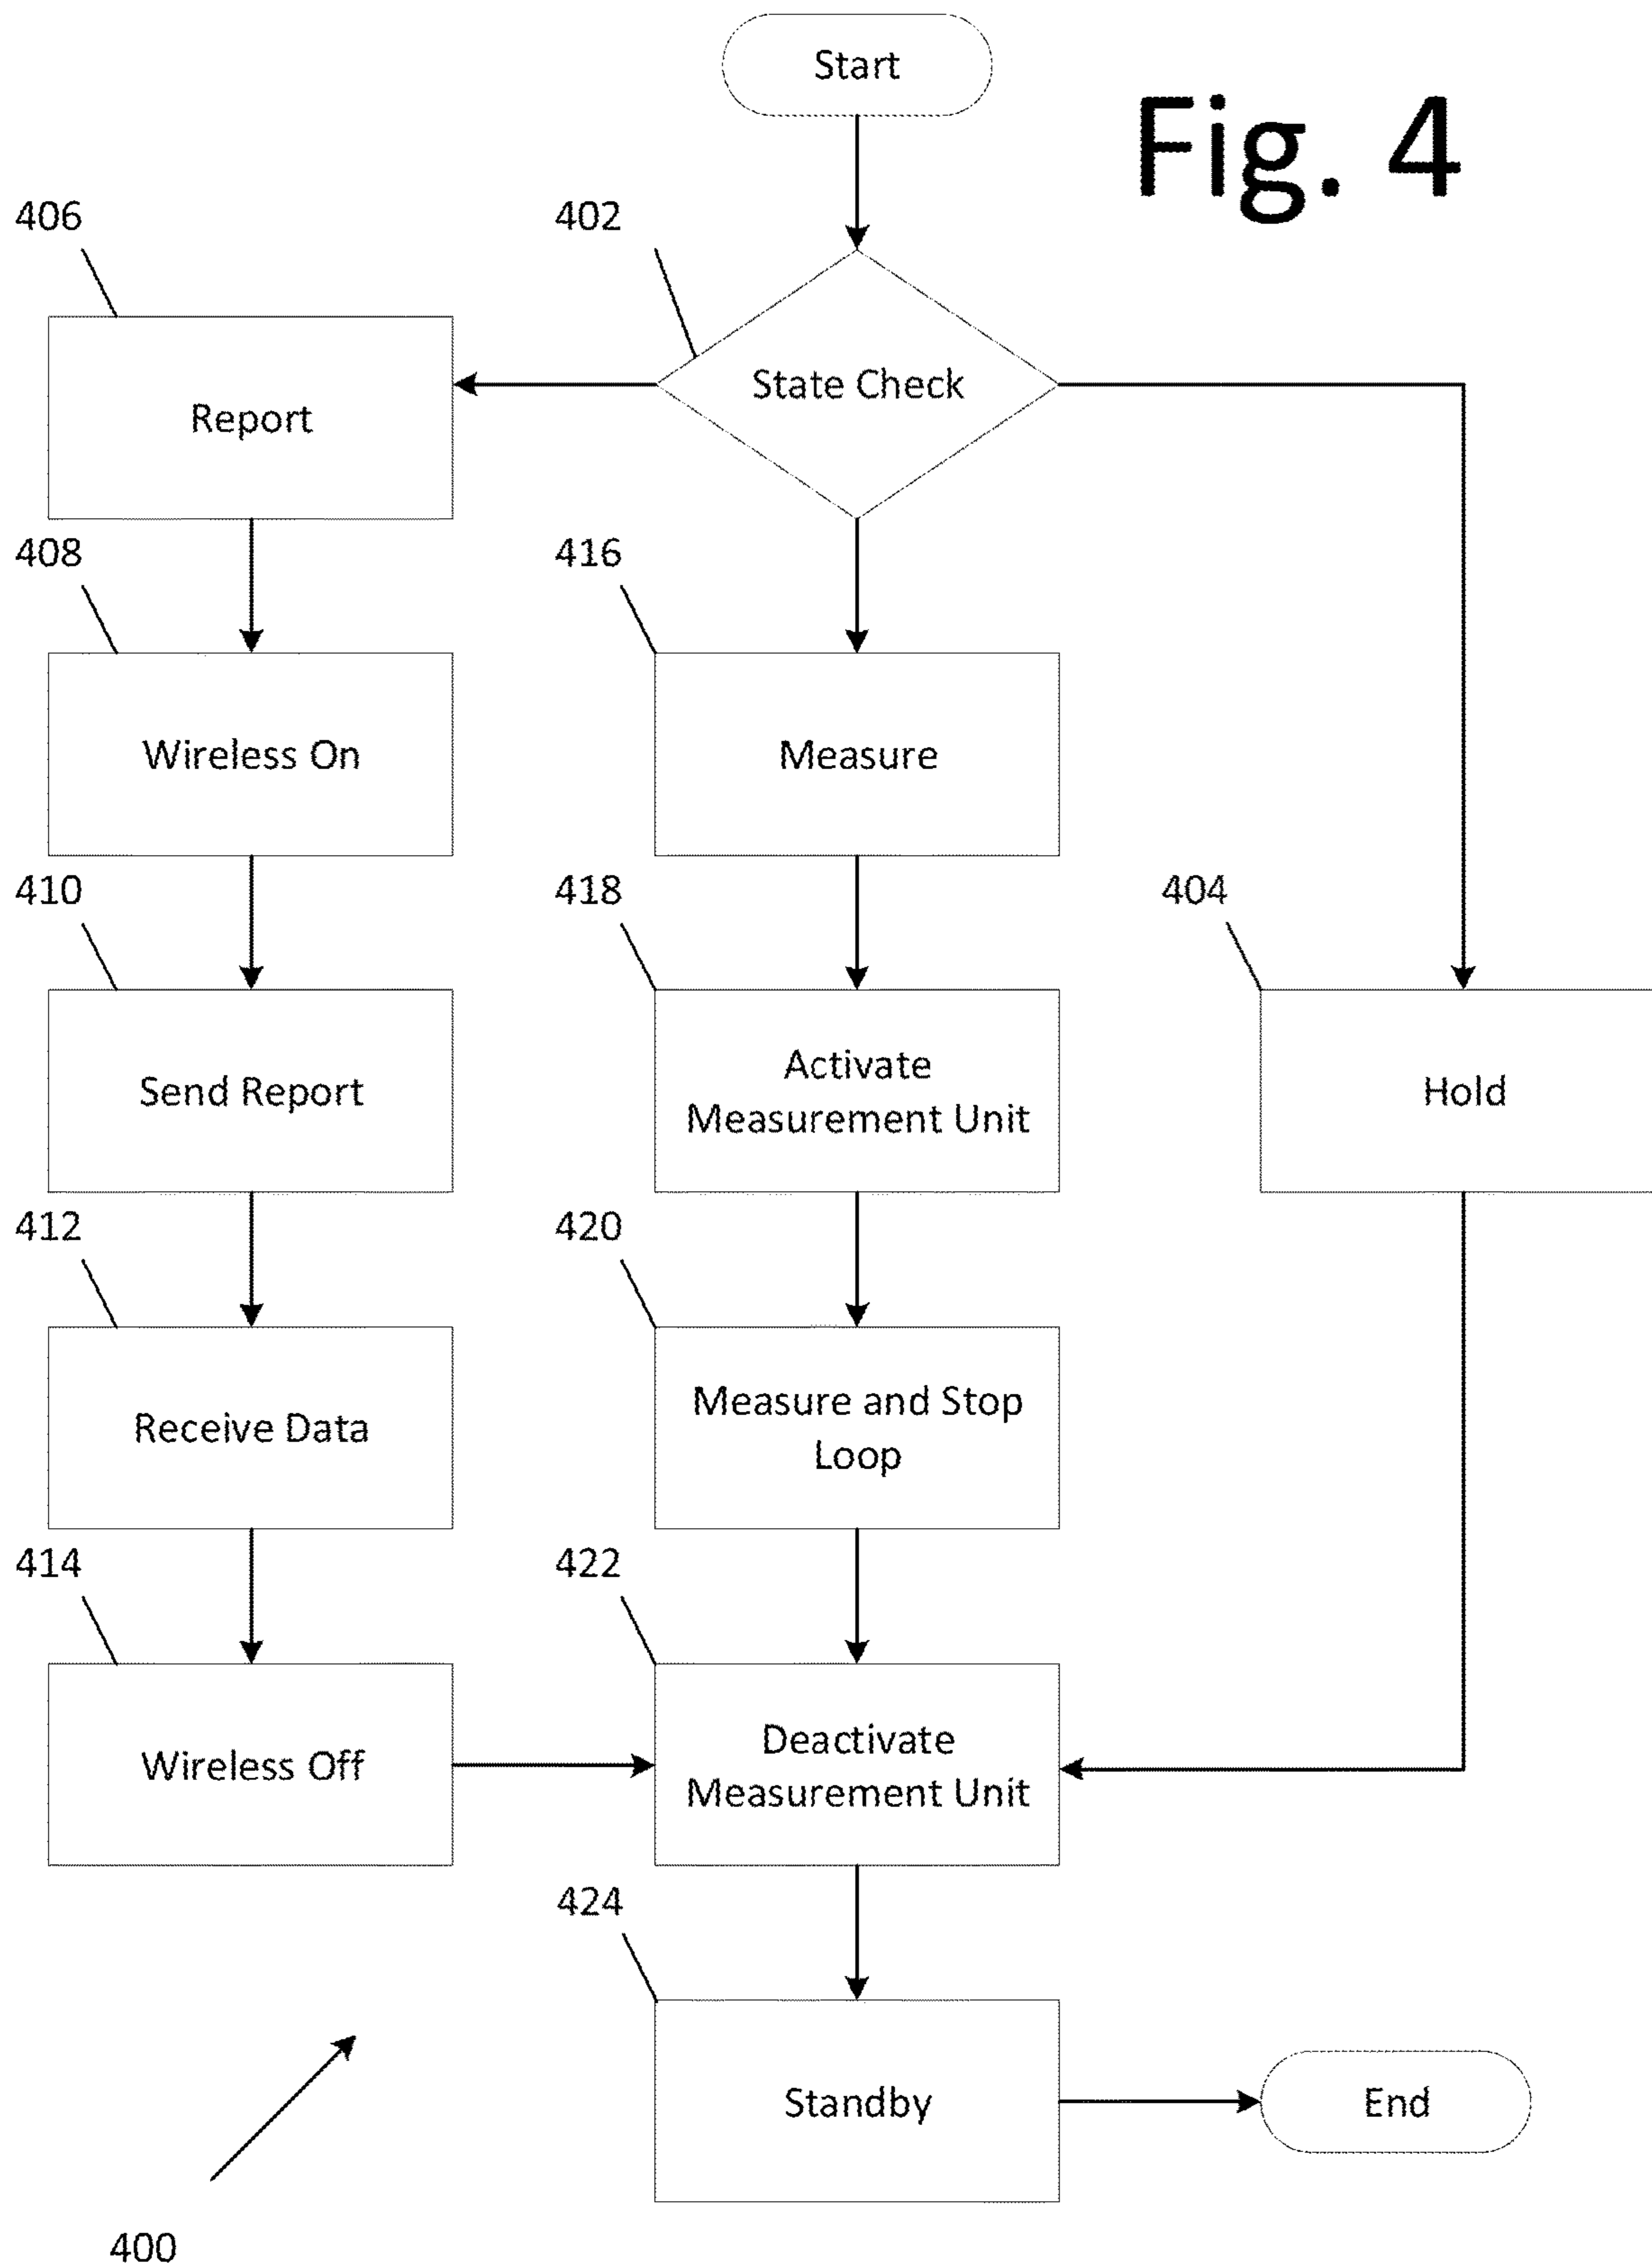 Start
Fig. 4
406
402
State Check
Report
408
416
Wireless On
Measure
410
418
404
Send Report
Activate
Measurement Unit
Hold
412
420
Receive Data
Measure and Stop
Loop
414
422
Wireless Off
Deactivate
Measurement Unit
424
Standby
End
400